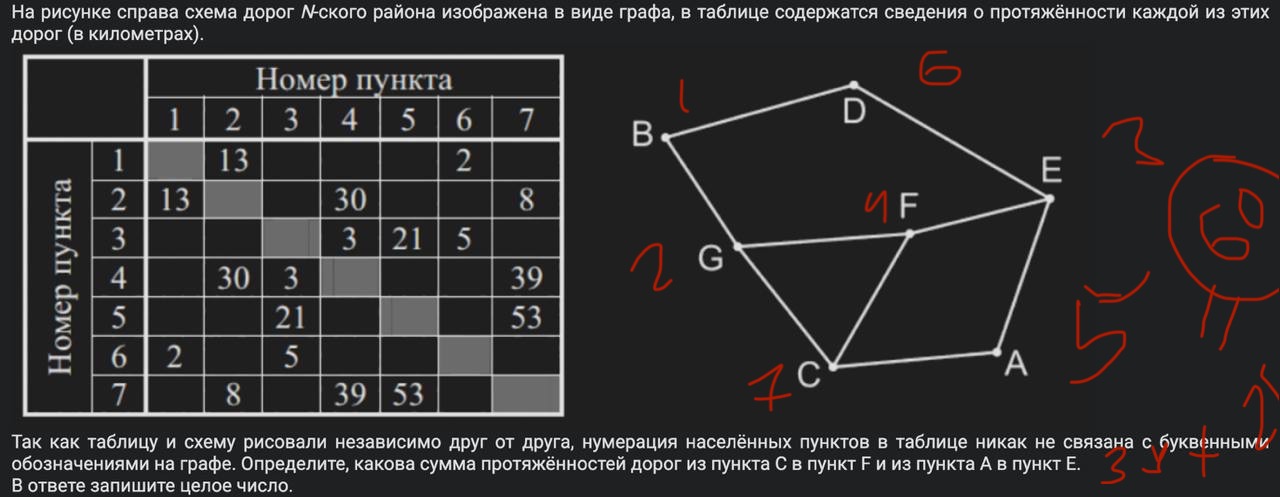 На рисунке справа схема дорог N-ского района изображена в виде графа, в таблице содержатся сведения о протяжённости каждой из этих
дорог (в километрах).
Номер пункта
1 2 3 4 5 6 7
Номер пункта
1 13 2
2 13 30 8
3 3 21 5
4 30 3 39
5 21 53
6 2 5
7 8 39 53
1 6
B D
3
E
4 F
60
2 G
5
7 C A
Так как таблицу и схему рисовали независимо друг от друга, нумерация населённых пунктов в таблице никак не связана с буквенными
обозначениями на графе. Определите, какова сумма протяжённостей дорог из пункта C в пункт F и из пункта A в пункт E.
В ответе запишите целое число.